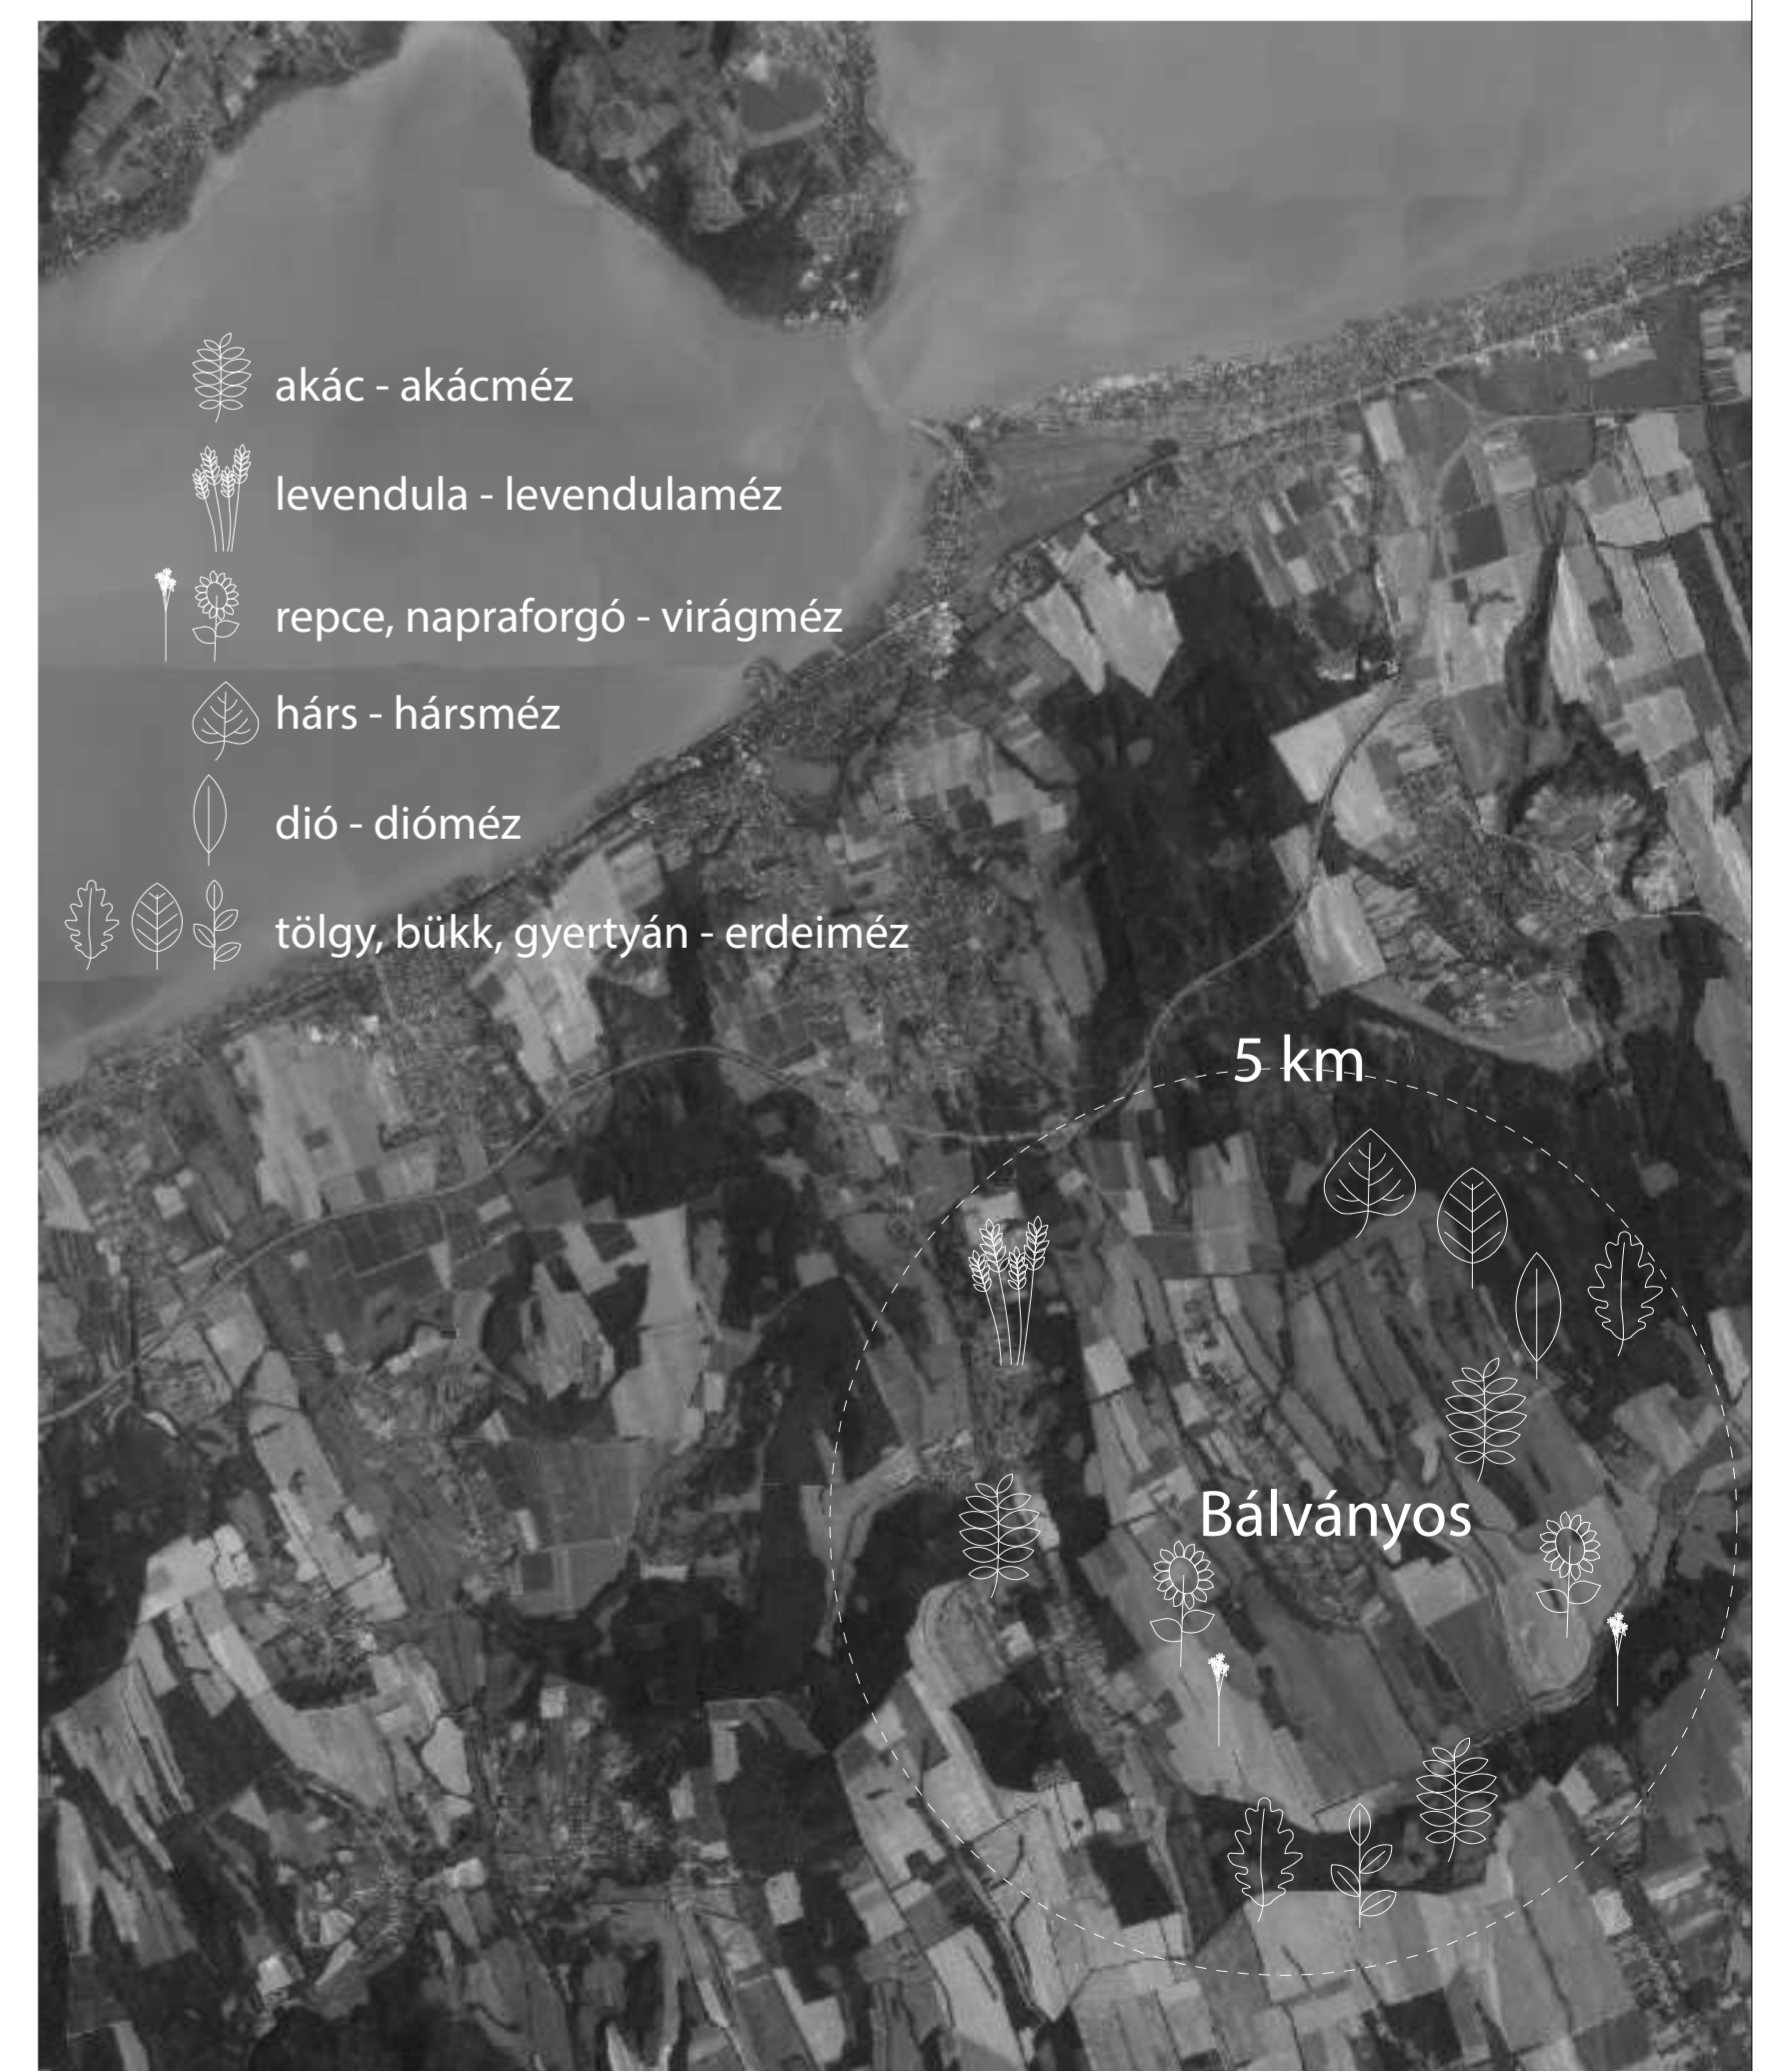 akác - akácméz
levendula - levendulaméz
repce, napraforgó - virágméz
hárs - hársméz
dió - dióméz
tölgy, bükk, gyertyán - erdeiméz
5 km
Bálványos